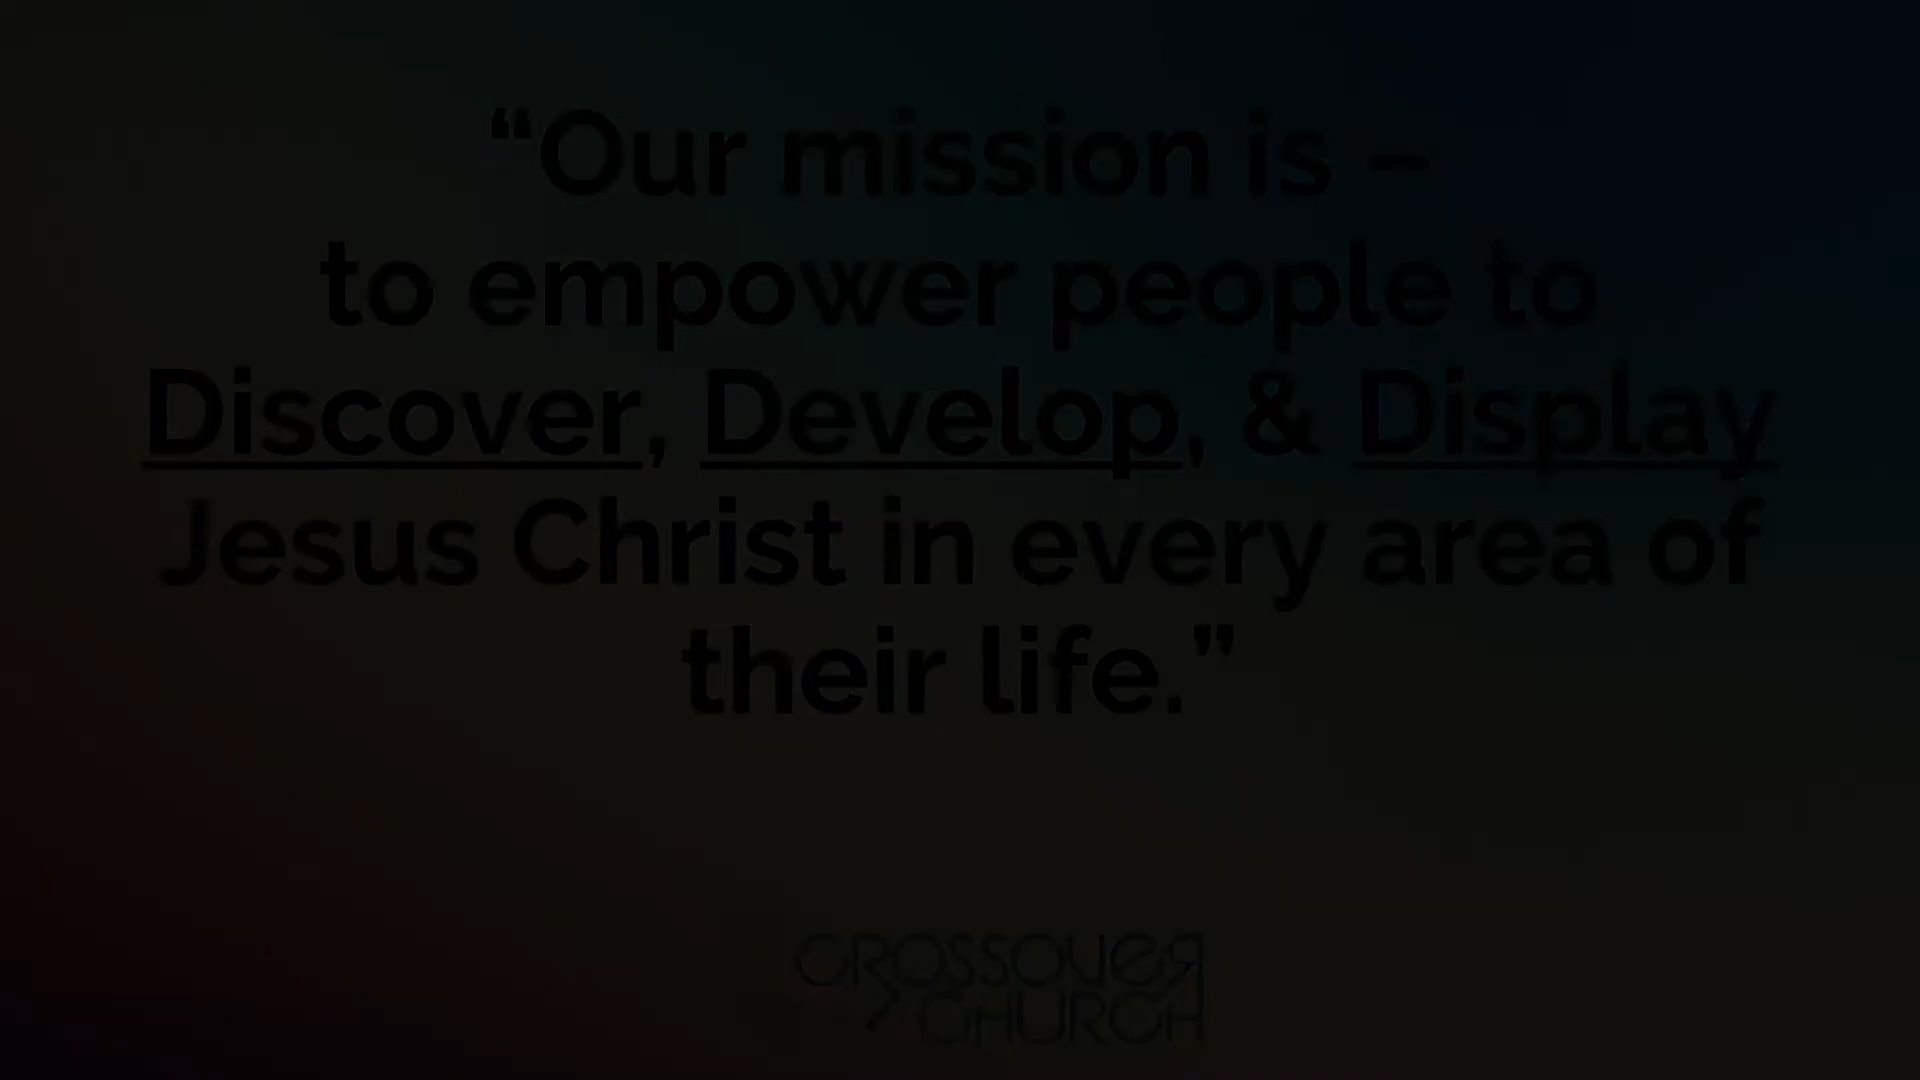 “Our mission is –
to empower people to
Discover, Develop, & Display
Jesus Christ in every area of
their life.”
CROSSOVER
CHURCH